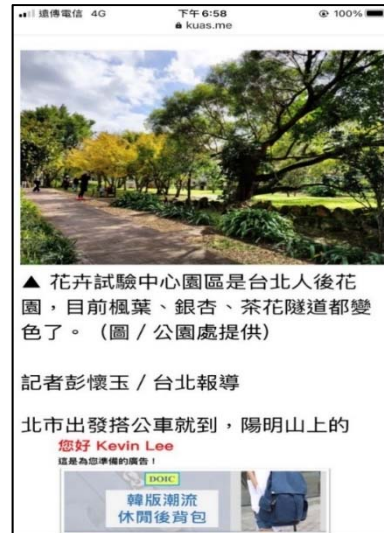 遠傳電信 4G 下午6:58 100%
kuas.me
▲ 花卉試驗中心園區是台北人後花
園，目前楓葉、銀杏、茶花隧道都變
色了。（圖／公園處提供）
記者彭懷玉／台北報導
北市出發搭公車就到，陽明山上的
您好 Kevin Lee
這是為您準備的廣告！
DOIC
韓版潮流
休閒後背包